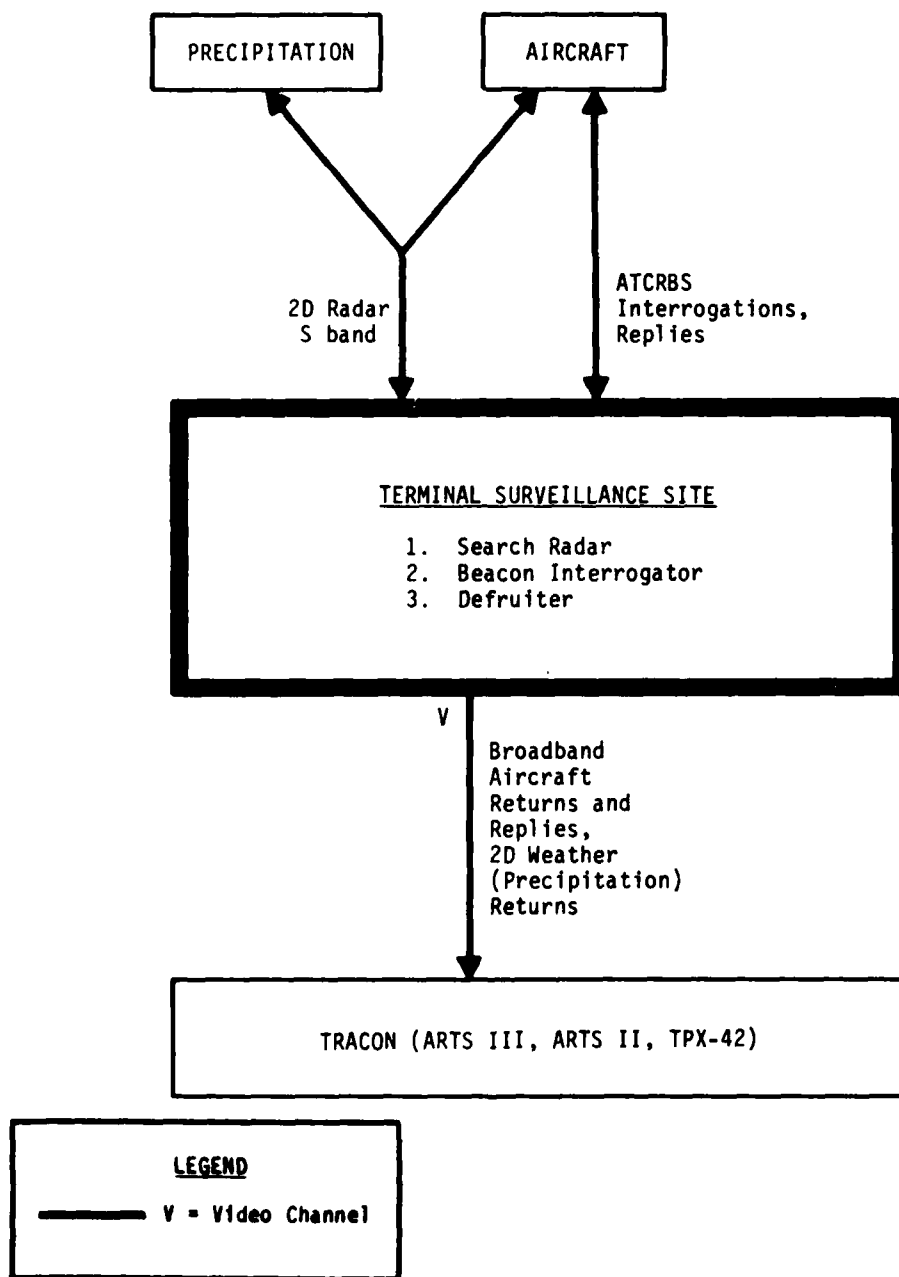 PRECIPITATION
AIRCRAFT
2D Radar
S band
ATCRBS
Interrogations,
Replies
TERMINAL SURVEILLANCE SITE
1. Search Radar
2. Beacon Interrogator
3. Defruiter
V
Broadband
Aircraft
Returns and
Replies,
2D Weather
(Precipitation)
Returns
TRACON (ARTS III, ARTS II, TPX-42)
LEGEND
V = Video Channel